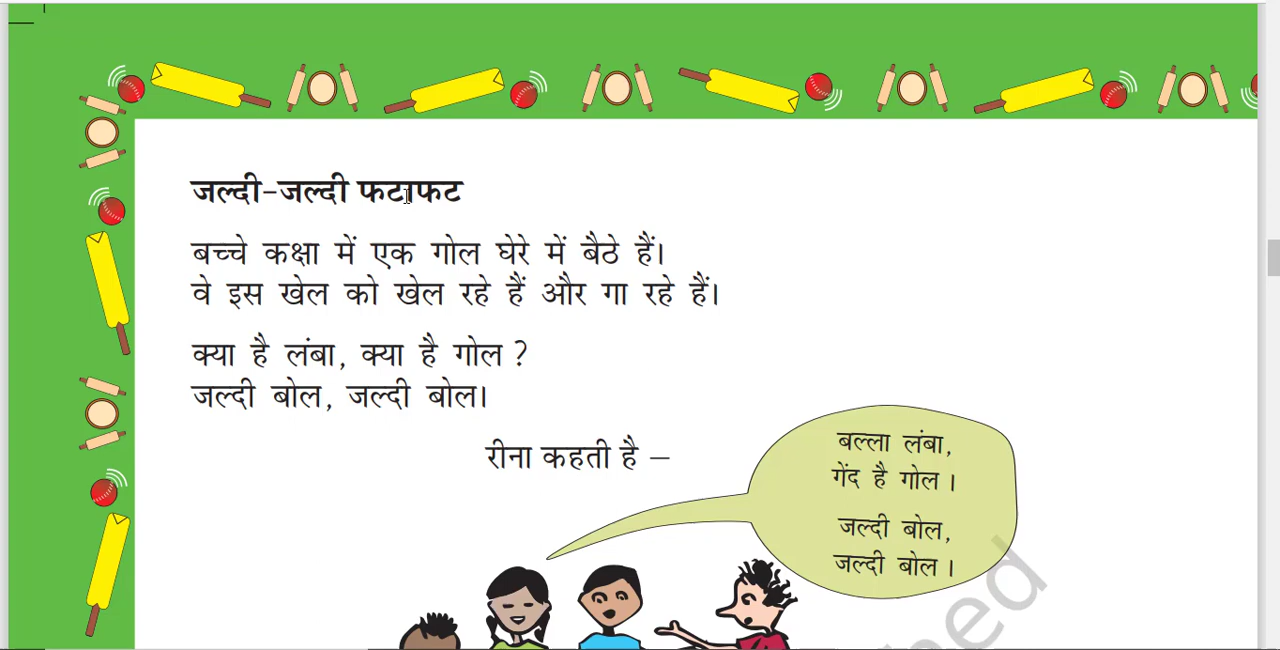 जल्दी-जल्दी फटाफट
बच्चे कक्षा में एक गोल घेरे में बैठे हैं।
वे इस खेल को खेल रहे हैं और गा रहे हैं।
क्या है लंबा, क्या है गोल ?
जल्दी बोल, जल्दी बोल।
रीना कहती है –
बल्ला लंबा,
गेंद है गोल ।
जल्दी बोल,
जल्दी बोल ।